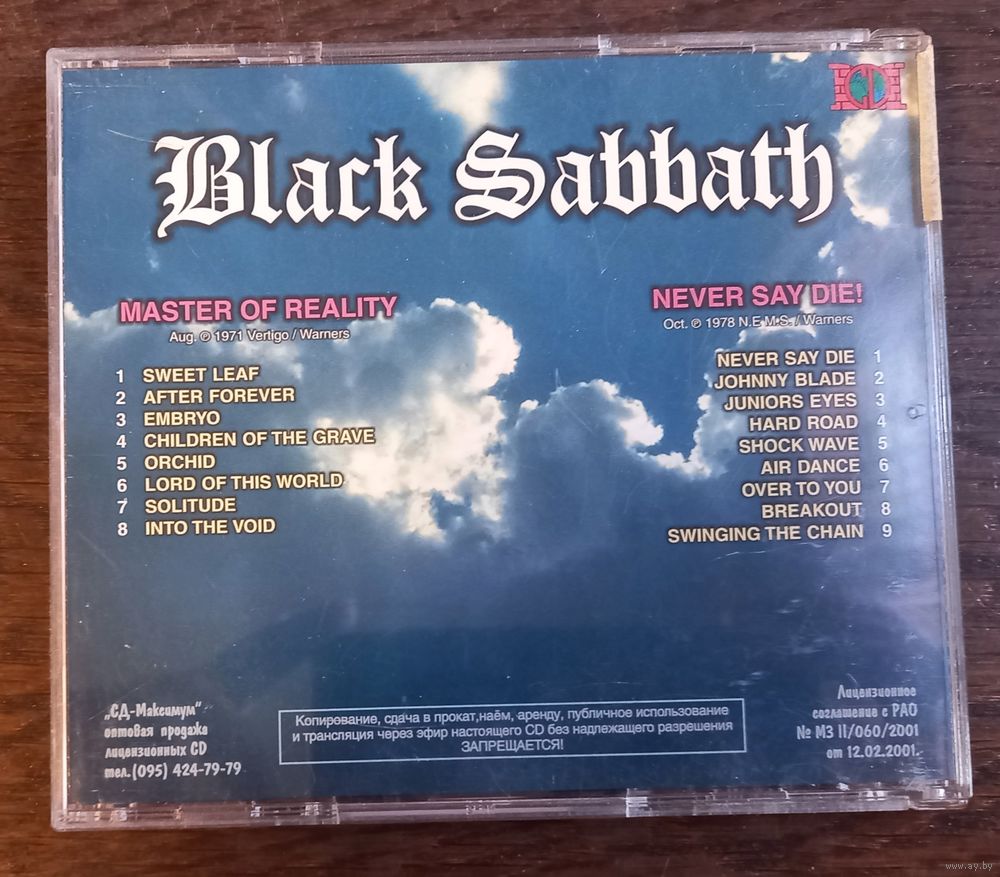 CD
Black Sabbath
MASTER OF REALITY
Aug. ℗ 1971 Vertigo / Warners
1 SWEET LEAF
2 AFTER FOREVER
3 EMBRYO
4 CHILDREN OF THE GRAVE
5 ORCHID
6 LORD OF THIS WORLD
7 SOLITUDE
8 INTO THE VOID
NEVER SAY DIE!
Oct. ℗ 1978 N.E.M.S. / Warners
NEVER SAY DIE 1
JOHNNY BLADE 2
JUNIORS EYES 3
HARD ROAD 4
SHOCK WAVE 5
AIR DANCE 6
OVER TO YOU 7
BREAKOUT 8
SWINGING THE CHAIN 9
„СД-Максимум"
оптовая продажа
лицензионных CD
тел.(095) 424-79-79
Копирование, сдача в прокат,наём, аренду, публичное использование
и трансляция через эфир настоящего CD без надлежащего разрешения
ЗАПРЕЩАЕТСЯ!
Лицензионное
соглашение с РАО
№ МЗ II/060/2001
от 12.02.2001.
www.ay.by